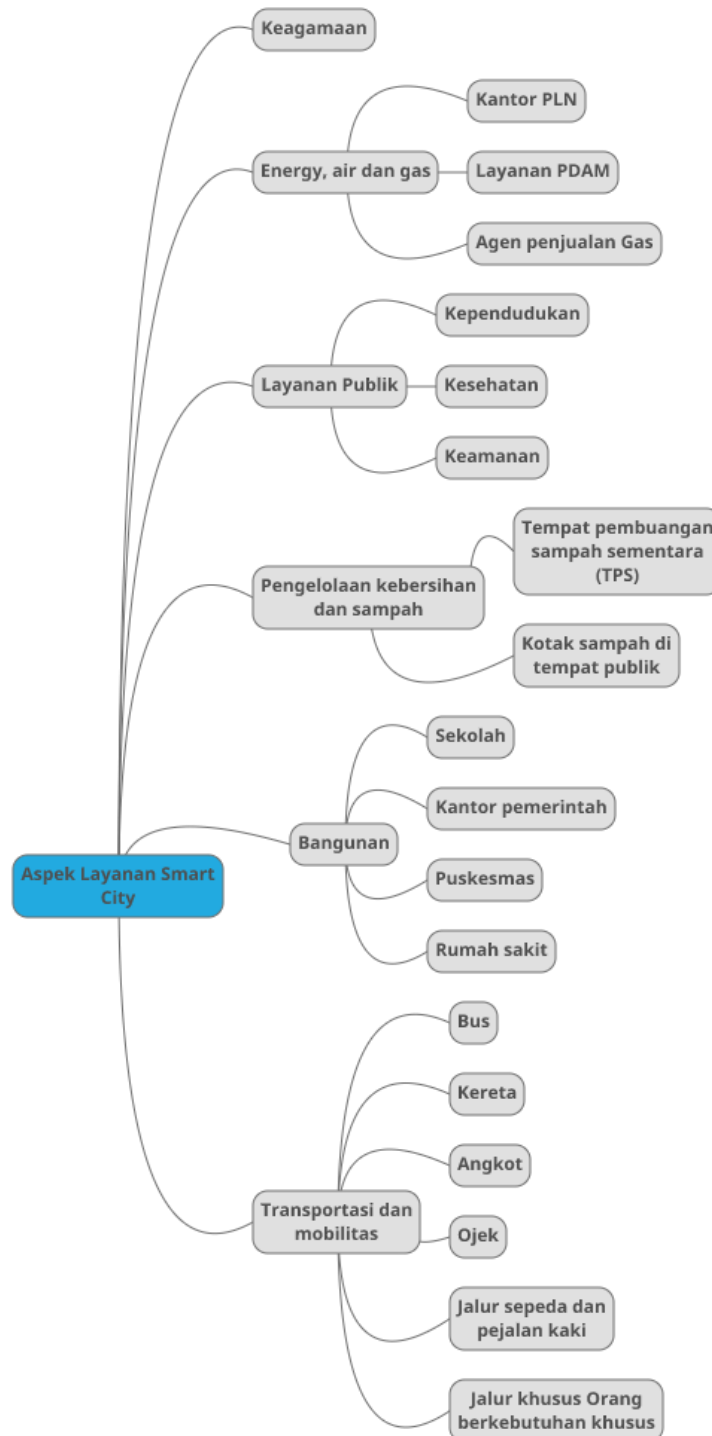 Keagamaan
Kantor PLN
Energy, air dan gas
Layanan PDAM
Agen penjualan Gas
Kependudukan
Layanan Publik
Kesehatan
Keamanan
Tempat pembuangan
sampah sementara
(TPS)
Pengelolaan kebersihan
dan sampah
Kotak sampah di
tempat publik
Sekolah
Kantor pemerintah
Bangunan
Puskesmas
Rumah sakit
Aspek Layanan Smart
City
Bus
Kereta
Angkot
Transportasi dan
mobilitas
Ojek
Jalur sepeda dan
pejalan kaki
Jalur khusus Orang
berkebutuhan khusus